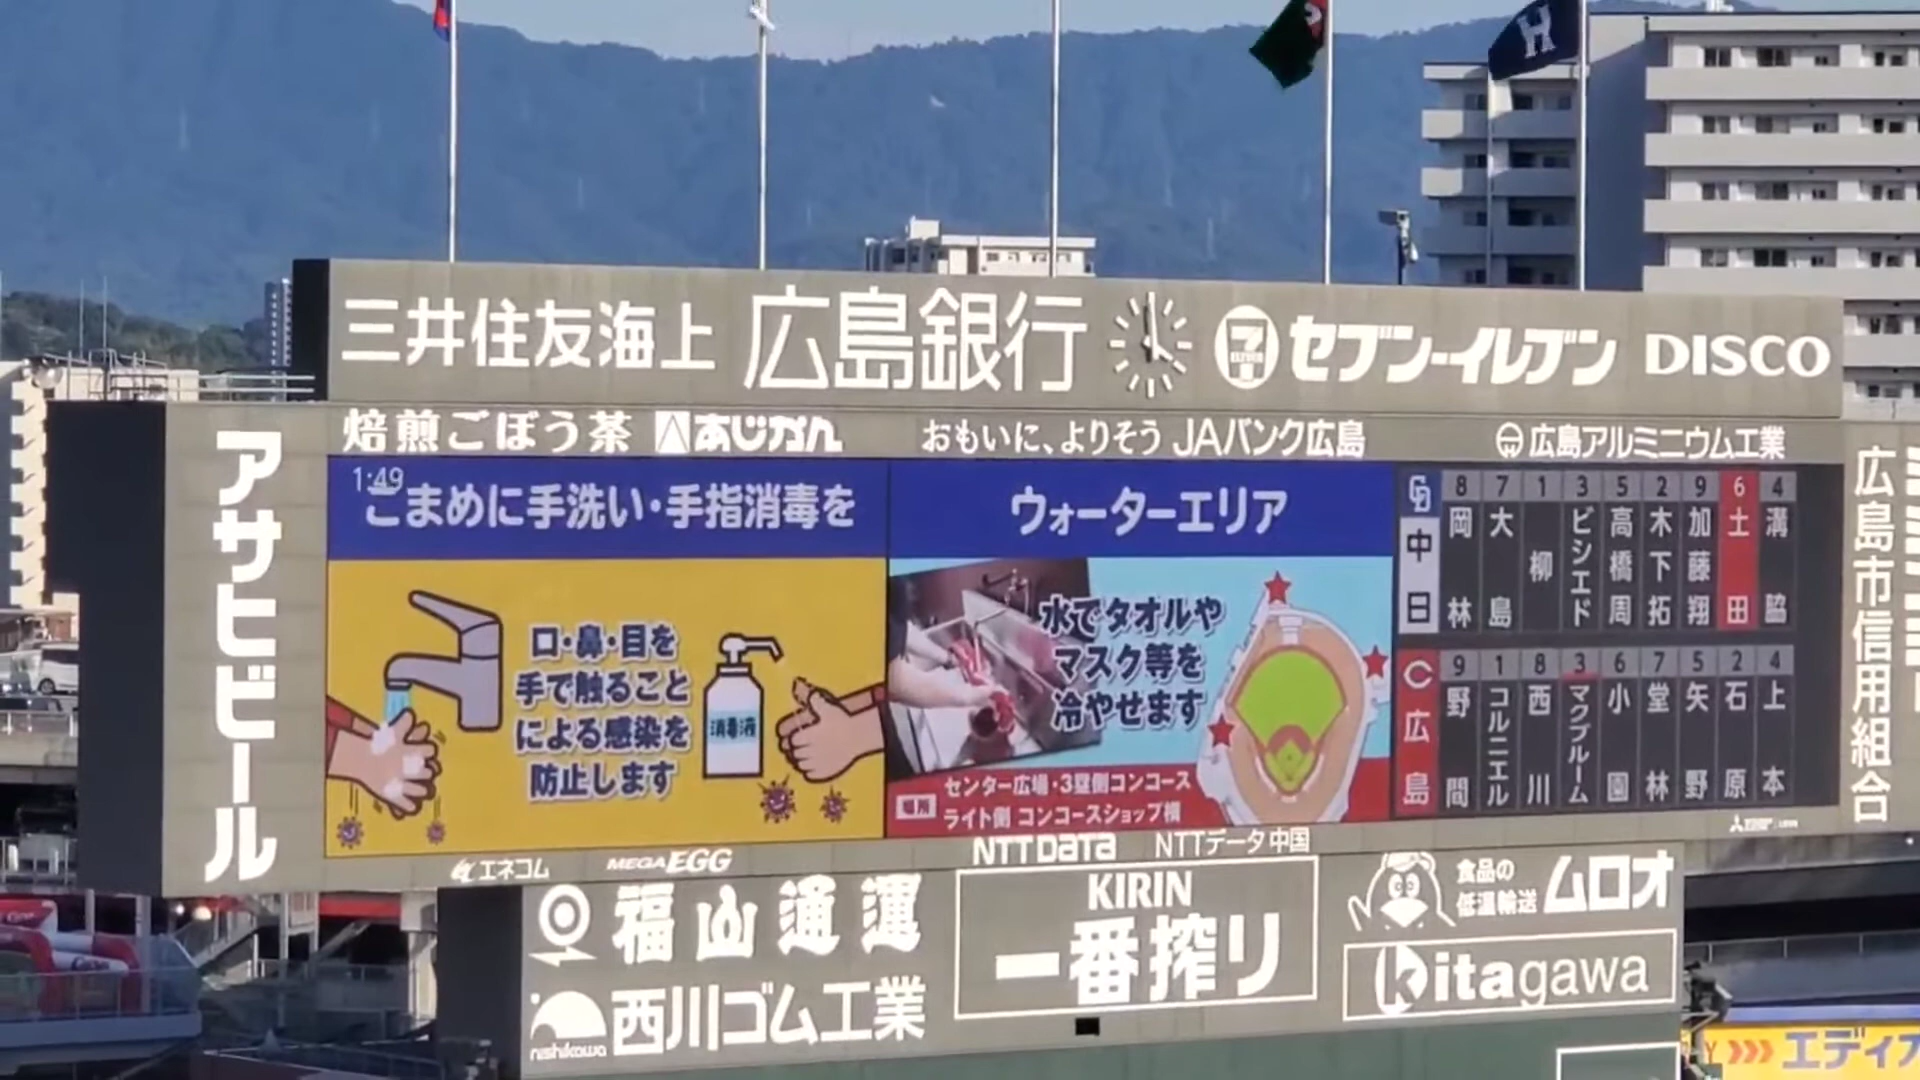 H
三井住友海上 広島銀行 7 ELEVEn セブン-イレブン DISCO
焙煎ごぼう茶 あじかん おもいに、よりそう JAバンク広島 広島アルミニウム工業
アサヒビール
1:49
こまめに手洗い・手指消毒を
口・鼻・目を
手で触ること
による感染を
防止します
消毒液
ウォーターエリア
水でタオルや
マスク等を
冷やせます
場所
センター広場・3塁側コンコース
ライト側 コンコースショップ横
CD 中日
8 岡林
7 大島
1 柳
3 ビシエド
5 高橋周
2 木下拓
9 加藤翔
6 土田
4 溝脇
C 広島
9 野間
1 コルニエル
8 西川
3 マクブルーム
6 小園
7 堂林
5 矢野
2 石原
4 上本
広島市信用組合
エネコム MEGA EGG NTT DATA NTTデータ中国
福山通運
nishikawa 西川ゴム工業
KIRIN
一番搾り
食品の
低温輸送
ムロオ
kitagawa
エディオ